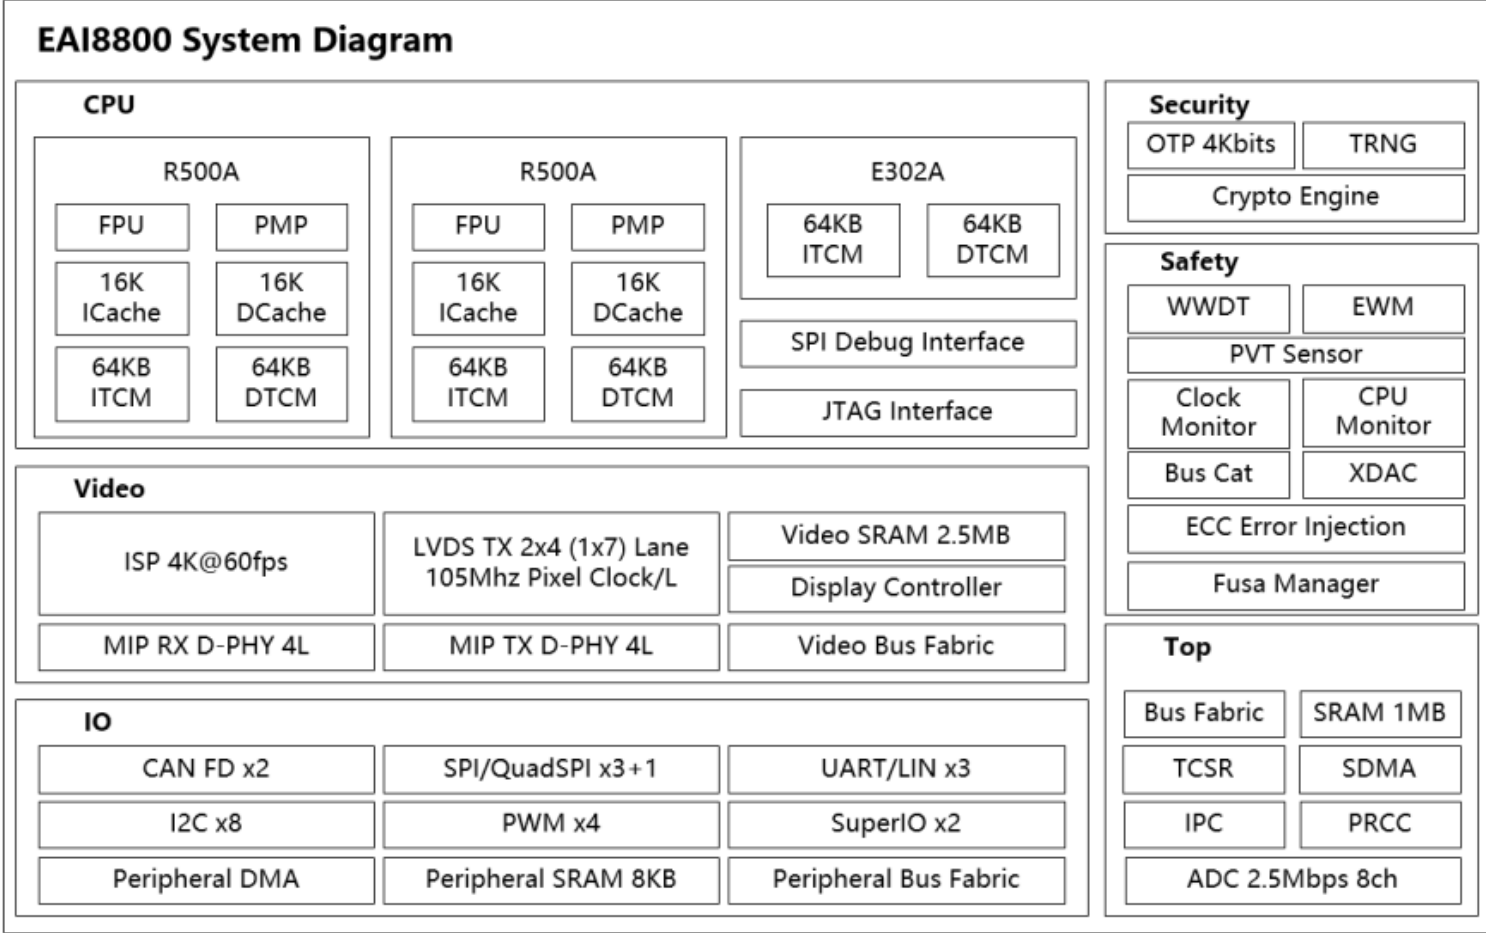 EAI8800 System Diagram
CPU
R500A
FPU
PMP
16K
ICache
16K
DCache
64KB
ITCM
64KB
DTCM
R500A
FPU
PMP
16K
ICache
16K
DCache
64KB
ITCM
64KB
DTCM
E302A
64KB
ITCM
64KB
DTCM
SPI Debug Interface
JTAG Interface
Video
ISP 4K@60fps
LVDS TX 2x4 (1x7) Lane
105Mhz Pixel Clock/L
Video SRAM 2.5MB
Display Controller
MIP RX D-PHY 4L
MIP TX D-PHY 4L
Video Bus Fabric
IO
CAN FD x2
SPI/QuadSPI x3+1
UART/LIN x3
I2C x8
PWM x4
SuperIO x2
Peripheral DMA
Peripheral SRAM 8KB
Peripheral Bus Fabric
Security
OTP 4Kbits
TRNG
Crypto Engine
Safety
WWDT
EWM
PVT Sensor
Clock
Monitor
CPU
Monitor
Bus Cat
XDAC
ECC Error Injection
Fusa Manager
Top
Bus Fabric
SRAM 1MB
TCSR
SDMA
IPC
PRCC
ADC 2.5Mbps 8ch